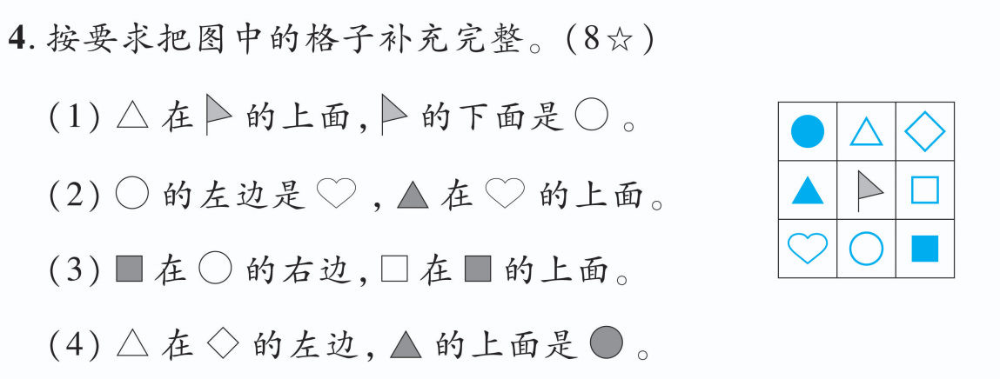 4. 按要求把图中的格子补充完整。(8☆)
(1) △ 在 的上面, 的下面是 ○ 。
(2) ○ 的左边是 ♡ , ▲ 在 ♡ 的上面。
(3) ■ 在 ○ 的右边, □ 在 ■ 的上面。
(4) △ 在 ◇ 的左边, ▲ 的上面是 ● 。